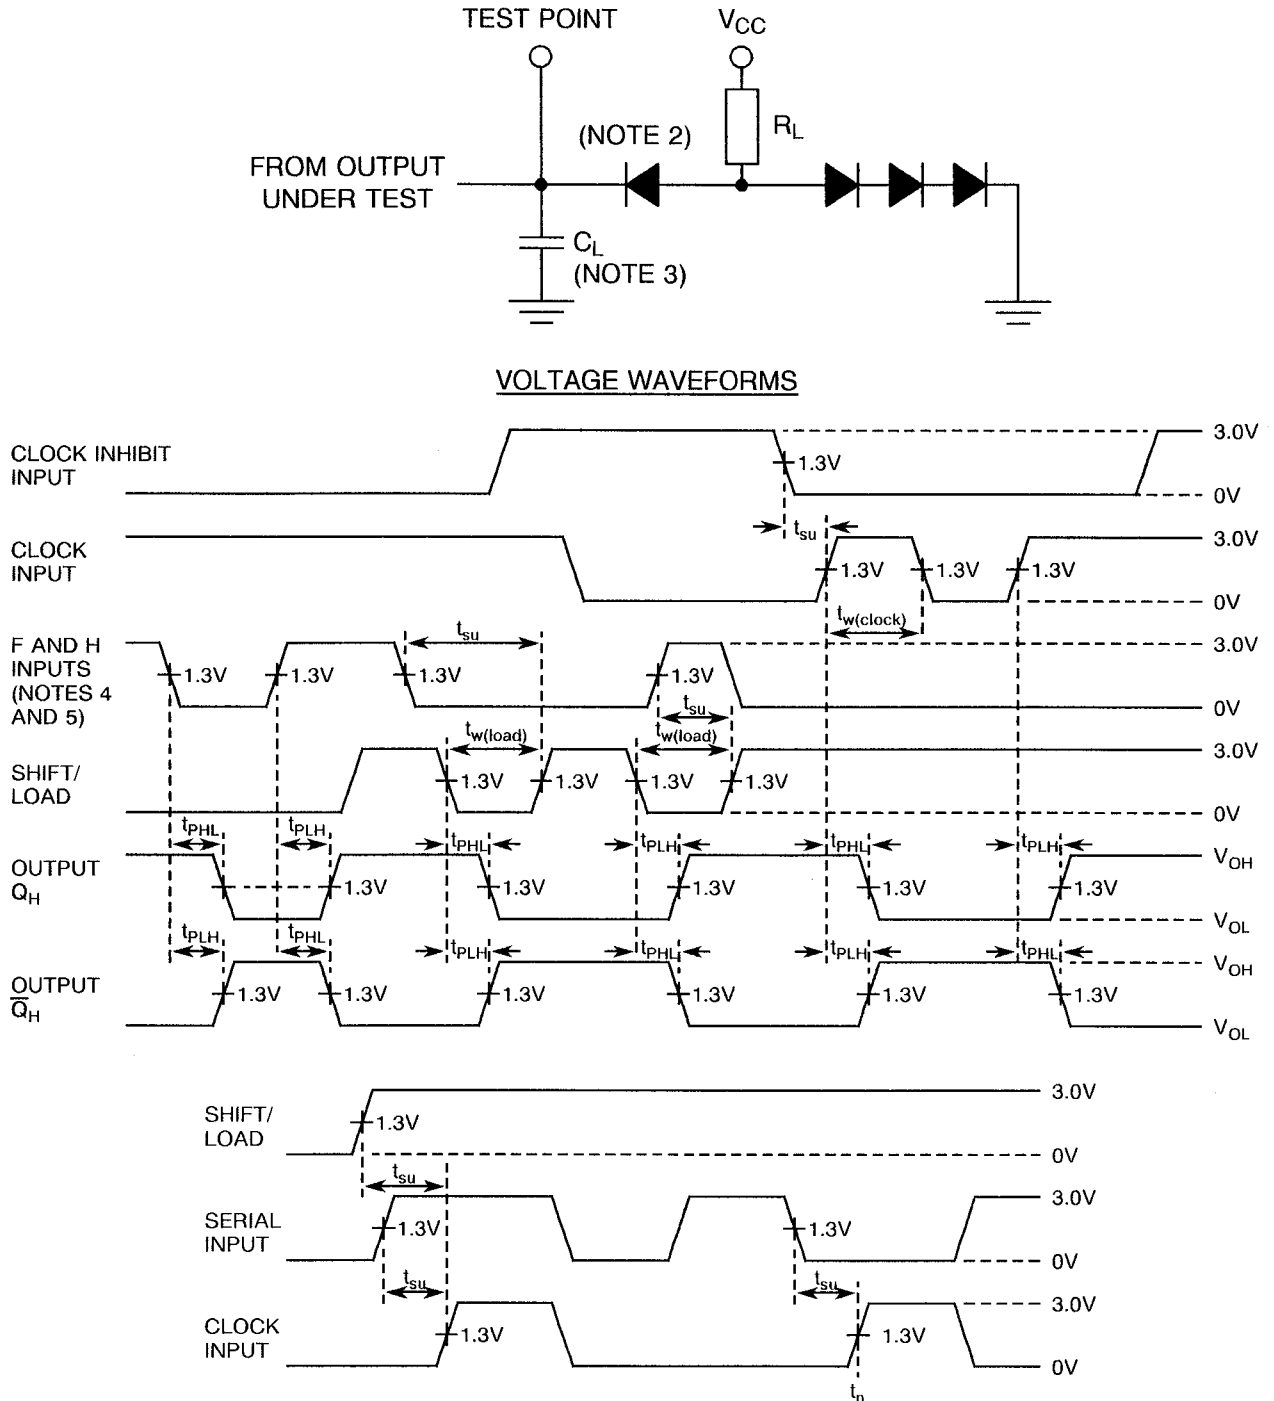 TEST POINT
VCC
RL
(NOTE 2)
FROM OUTPUT
UNDER TEST
CL
(NOTE 3)
VOLTAGE WAVEFORMS
CLOCK INHIBIT
INPUT
1.3V
3.0V
0V
tsu
CLOCK
INPUT
1.3V 1.3V 1.3V
3.0V
0V
tw(clock)
F AND H
INPUTS
(NOTES 4
AND 5)
tsu
1.3V 1.3V 1.3V 1.3V
3.0V
0V
tsu
tw(load) tw(load)
SHIFT/
LOAD
1.3V 1.3V 1.3V 1.3V
3.0V
0V
tPHL tPLH tPHL tPLH tPHL tPLH
OUTPUT
QH
1.3V 1.3V 1.3V 1.3V 1.3V
VOH
VOL
tPLH tPHL tPLH tPHL tPLH tPHL
OUTPUT
Q̅H
1.3V 1.3V 1.3V 1.3V 1.3V 1.3V
VOH
VOL
SHIFT/
LOAD
1.3V
3.0V
0V
tsu
SERIAL
INPUT
1.3V 1.3V
3.0V
0V
tsu tsu
CLOCK
INPUT
1.3V 1.3V
3.0V
0V
tn